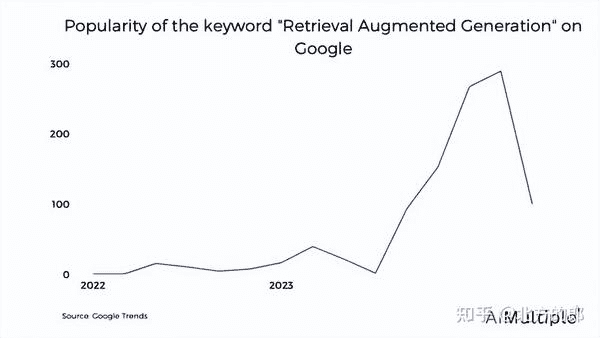 Popularity of the keyword "Retrieval Augmented Generation" on
Google
300
200
100
0
2022
2023
Source: Google Trends
AIMultiple
知乎